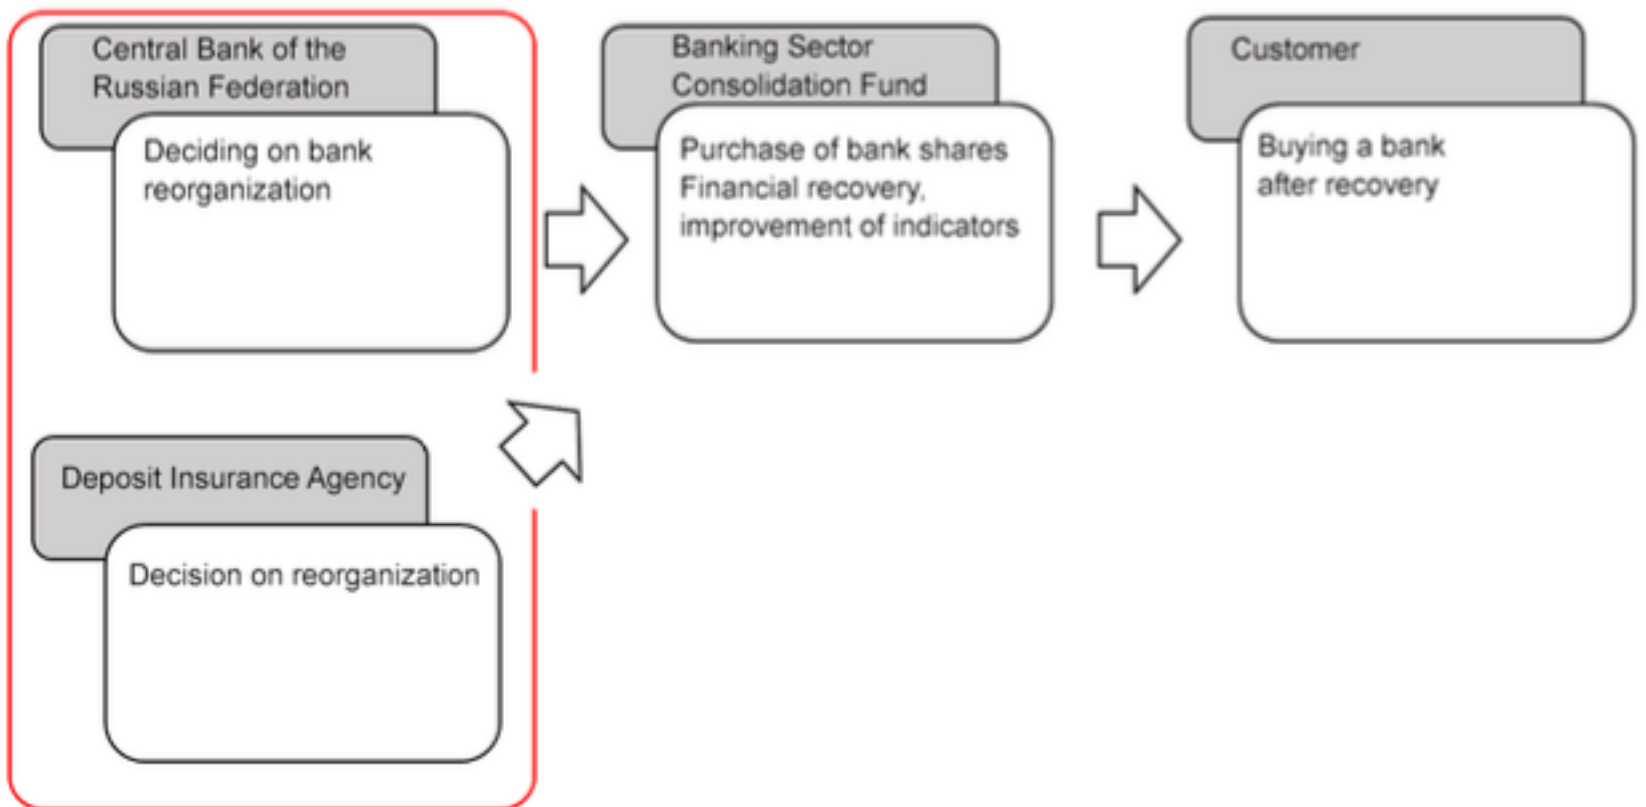 Central Bank of the
Russian Federation
Deciding on bank
reorganization
Banking Sector
Consolidation Fund
Purchase of bank shares
Financial recovery,
improvement of indicators
Customer
Buying a bank
after recovery
Deposit Insurance Agency
Decision on reorganization